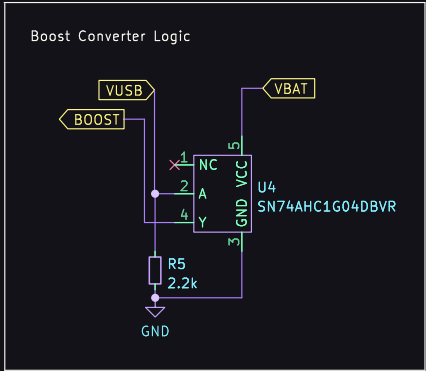 Boost Converter Logic
VUSB
VBAT
BOOST
5
1
NC
VCC
2
A
U4
SN74AHC1G04DBVR
4
Y
GND
3
R5
2.2k
GND